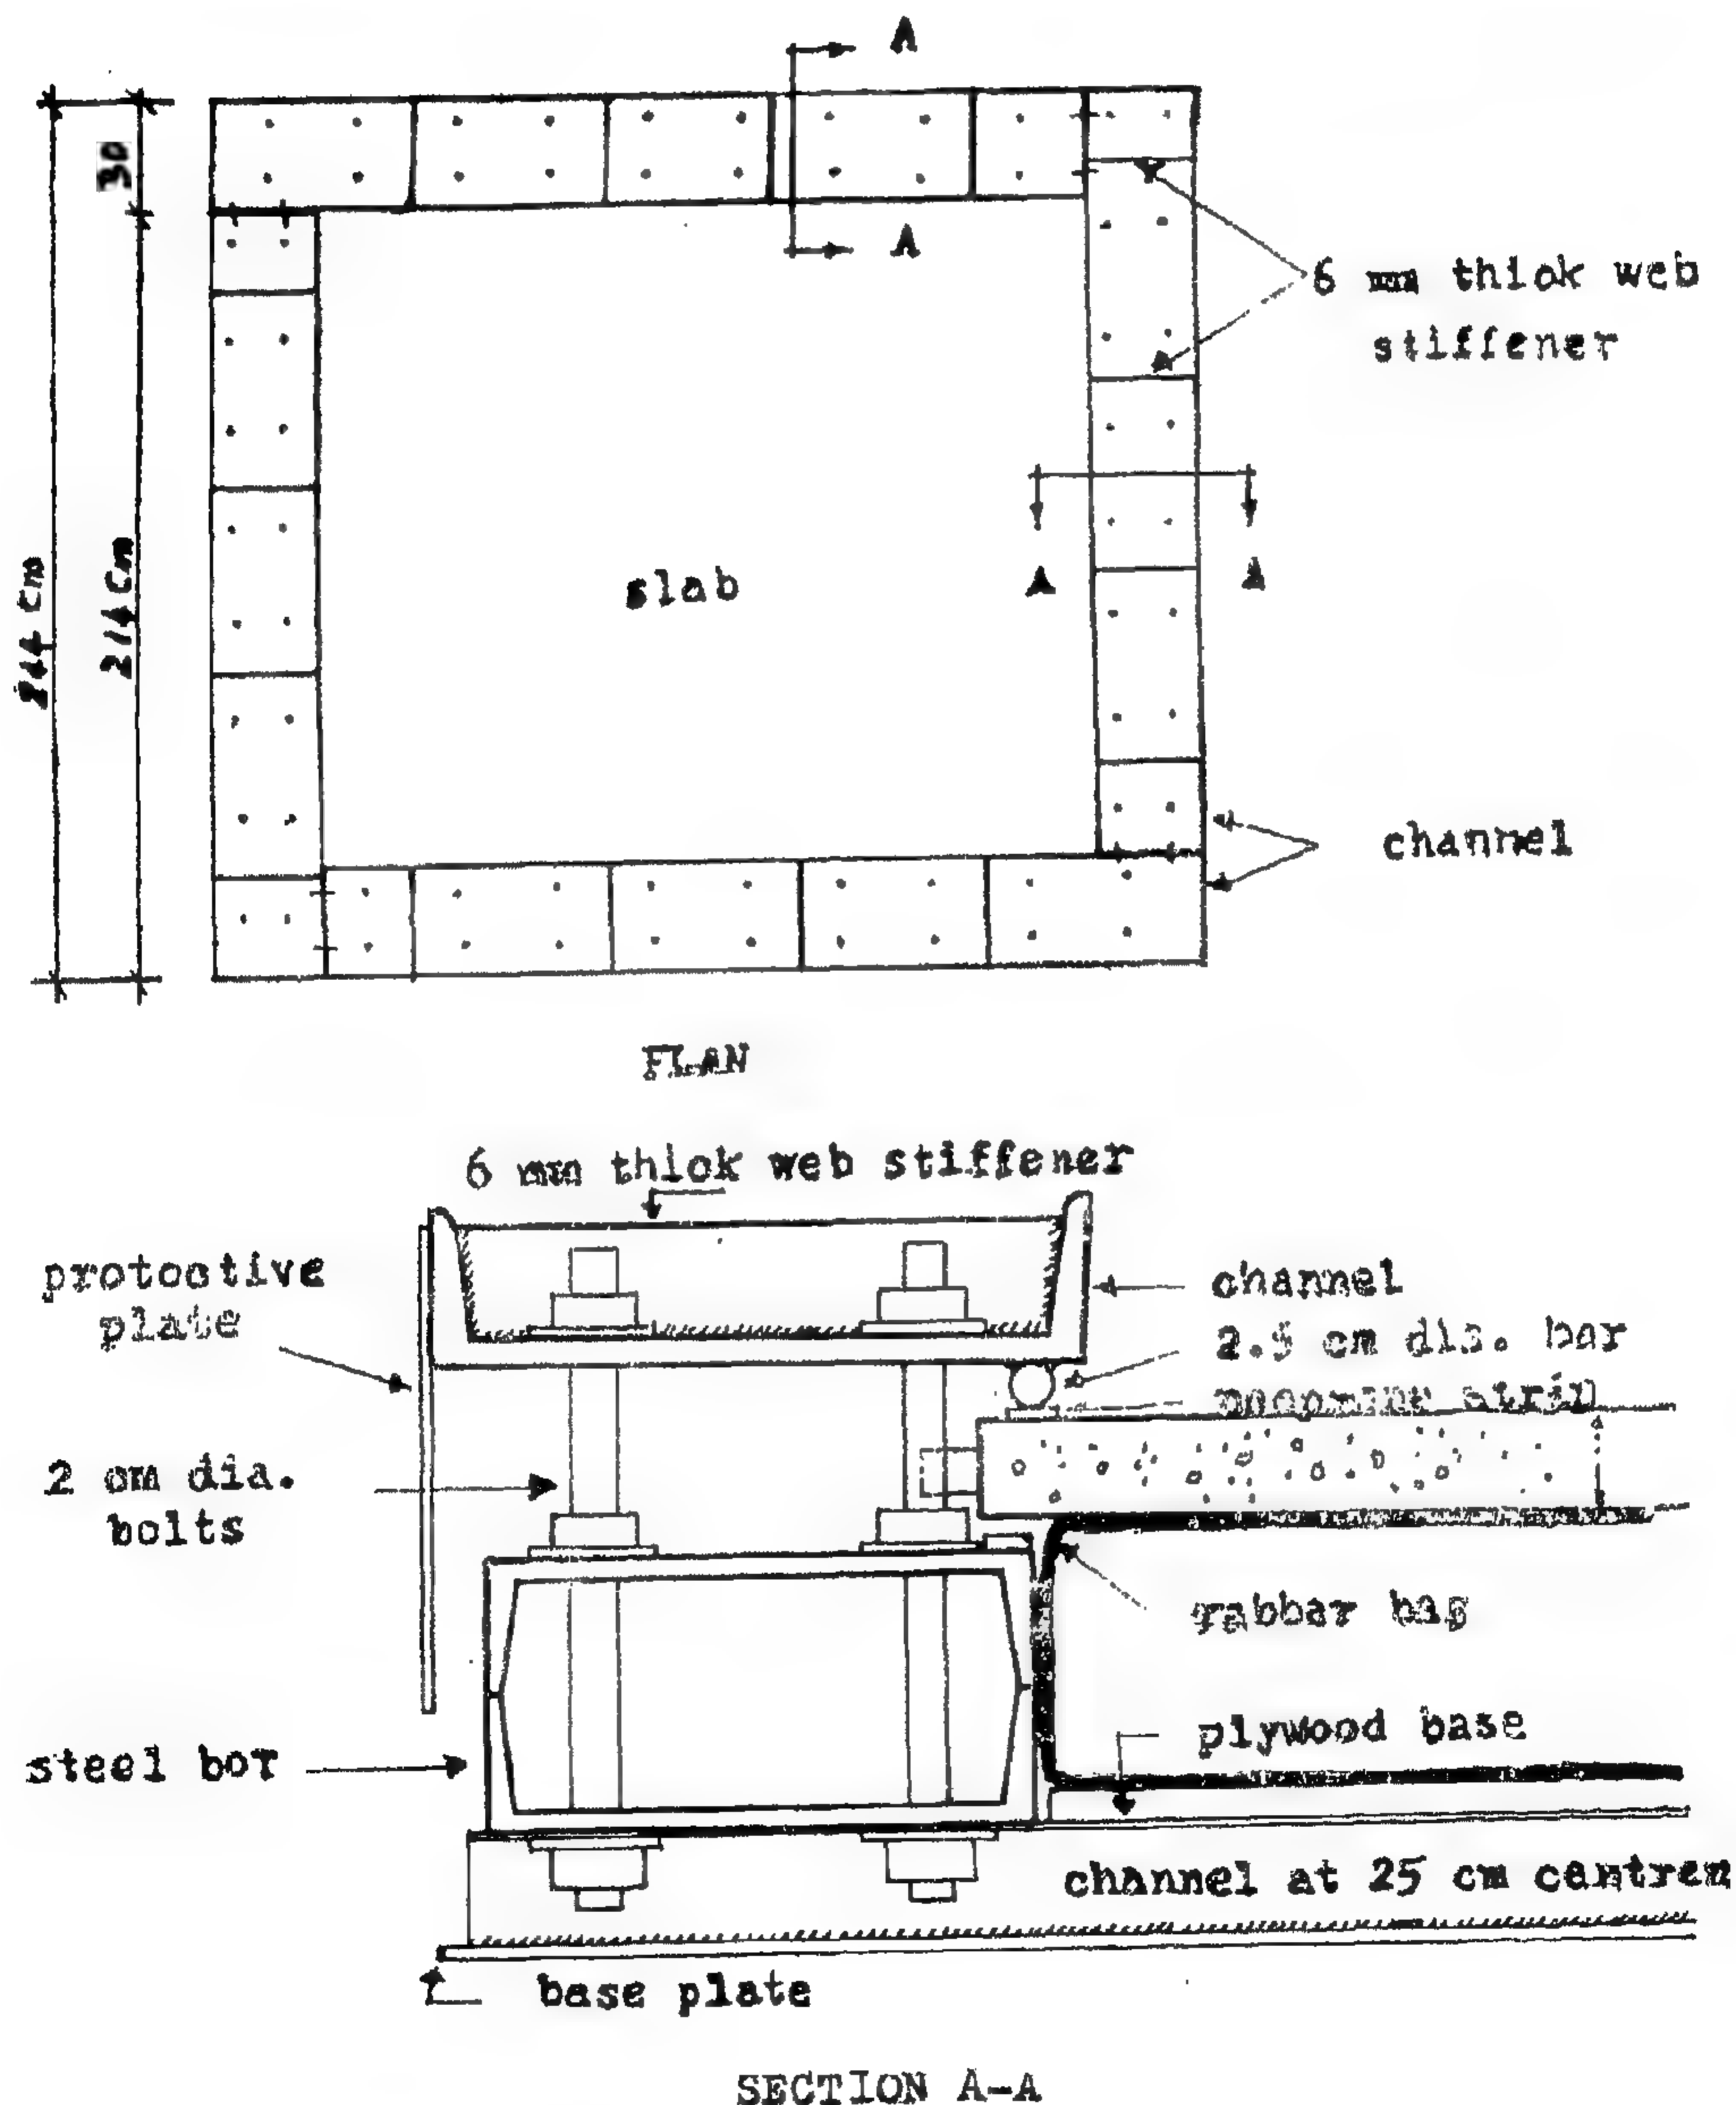 A
30
A
6 mm thick web
stiffener
244 cm
214 cm
slab
A
A
channel
PLAN
6 mm thick web stiffener
protective
plate
channel
2.5 cm dia. bar
strip
2 cm dia.
bolts
rubbar bag
plywood base
steel box
channel at 25 cm centres
base plate
SECTION A-A